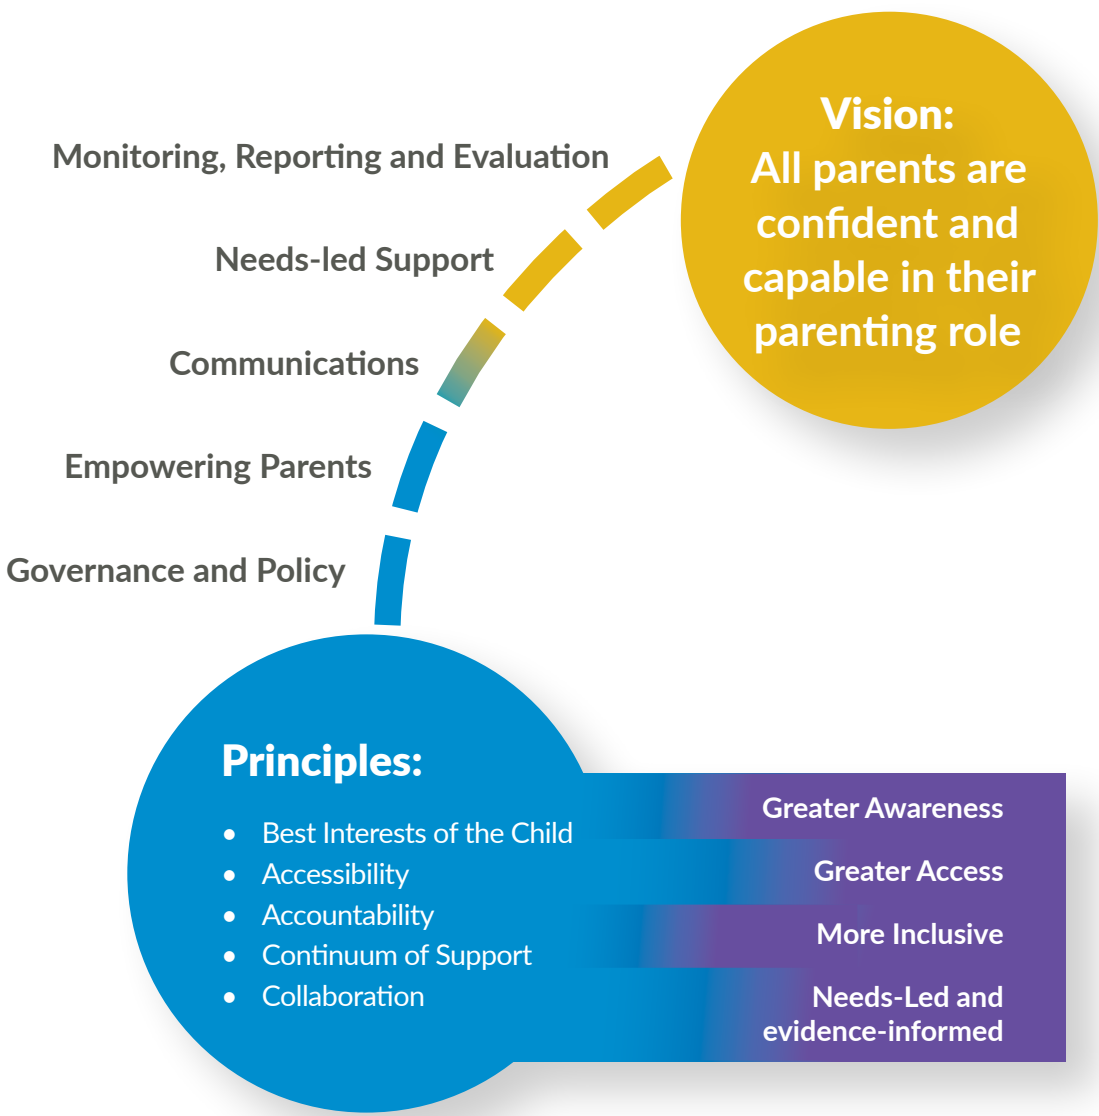 Vision:
All parents are
confident and
capable in their
parenting role
Monitoring, Reporting and Evaluation
Needs-led Support
Communications
Empowering Parents
Governance and Policy
Principles:
• Best Interests of the Child
• Accessibility
• Accountability
• Continuum of Support
• Collaboration
Greater Awareness
Greater Access
More Inclusive
Needs-Led and
evidence-informed